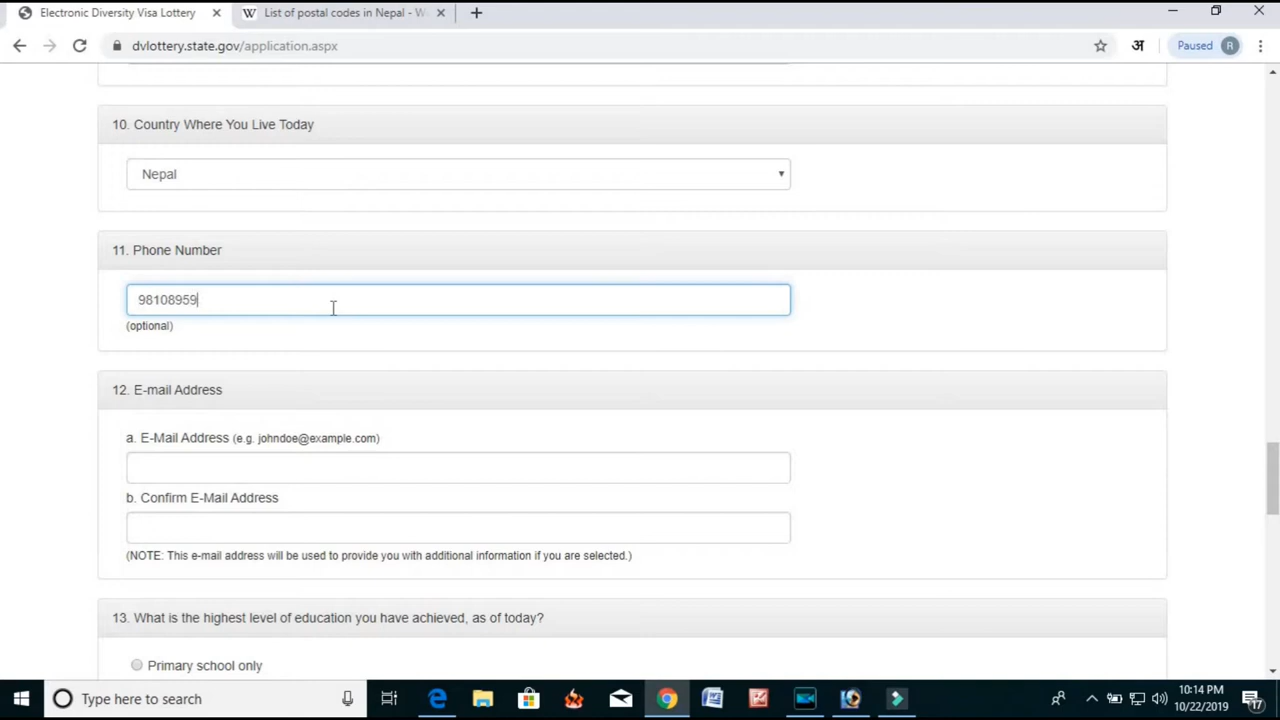 Electronic Diversity Visa Lottery
List of postal codes in Nepal - W
dvlottery.state.gov/application.aspx
अ
Paused R
10. Country Where You Live Today
Nepal
11. Phone Number
98108959
(optional)
12. E-mail Address
a. E-Mail Address (e.g. johndoe@example.com)
b. Confirm E-Mail Address
(NOTE: This e-mail address will be used to provide you with additional information if you are selected.)
13. What is the highest level of education you have achieved, as of today?
Primary school only
Type here to search
10:14 PM
10/22/2019
17